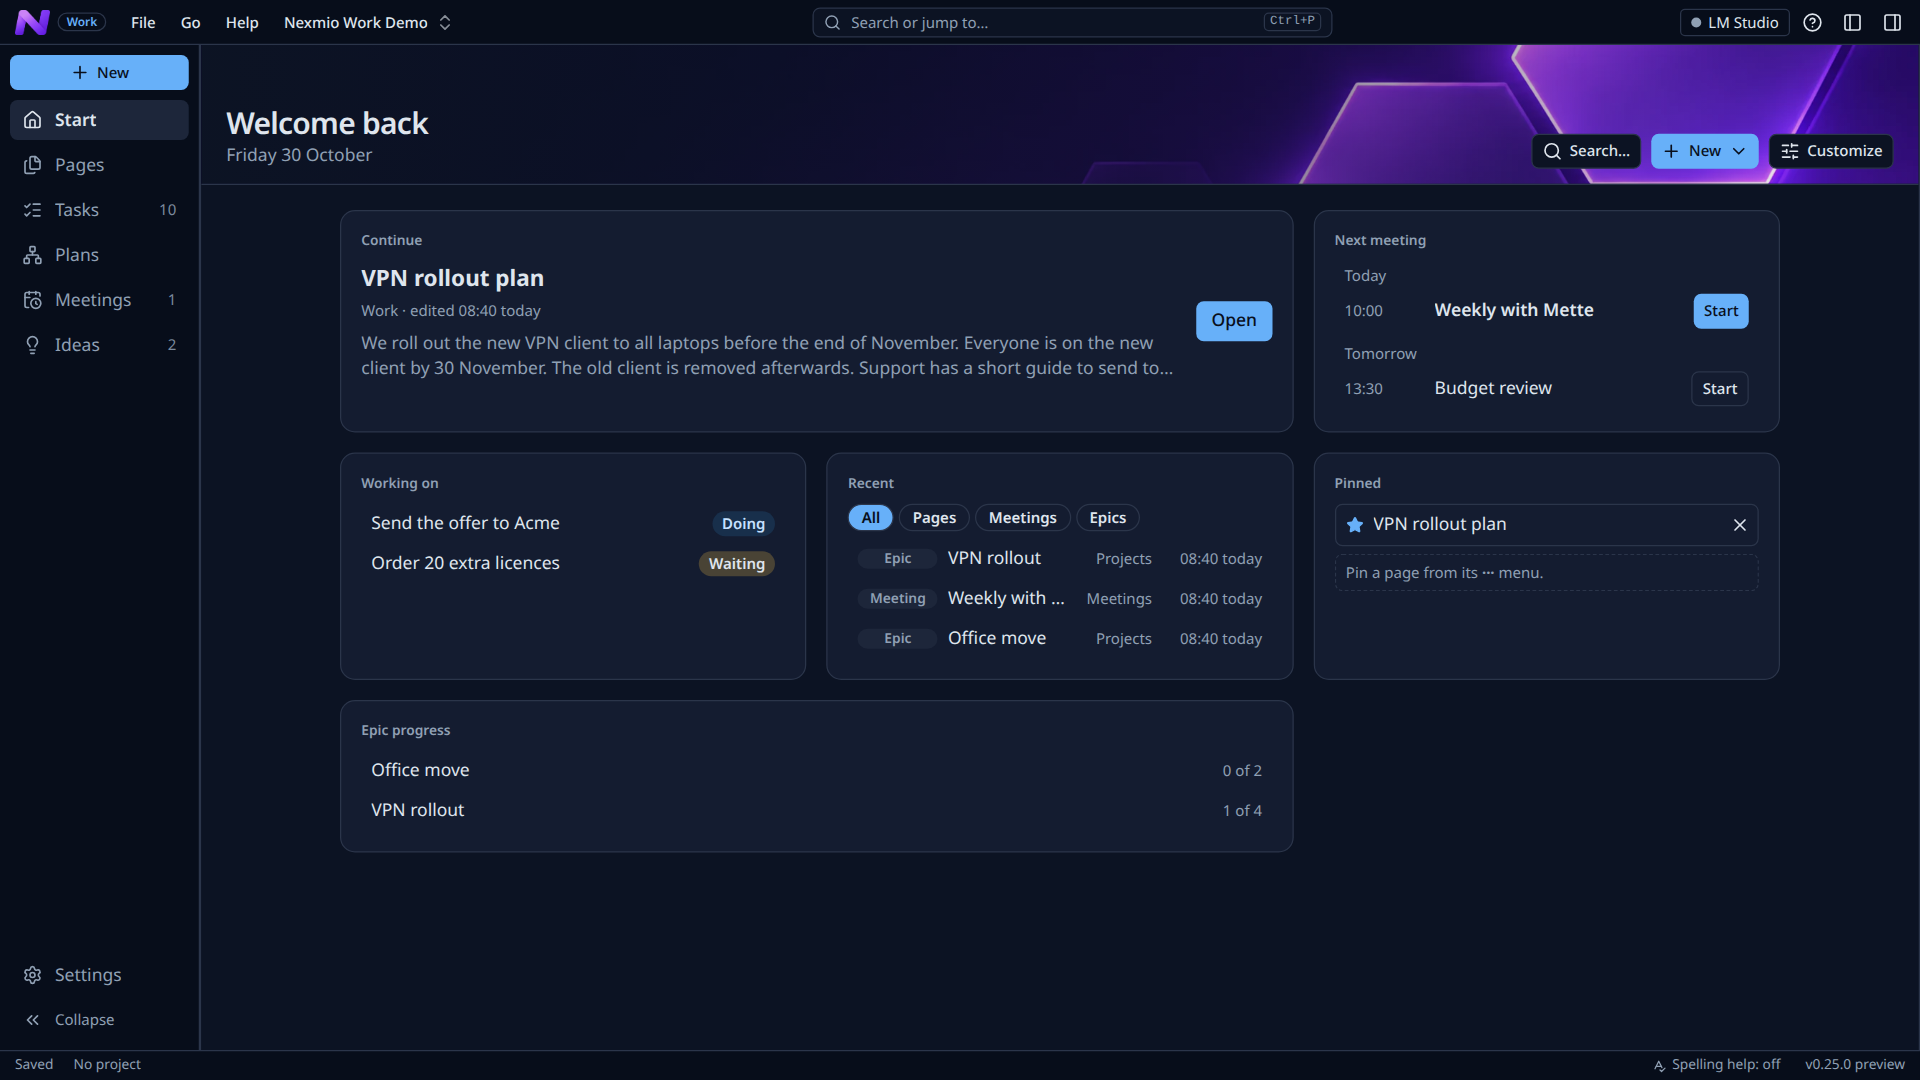 Work
File
Go
Help
Nexmio Work Demo
Search or jump to...
Ctrl+P
LM Studio
New
Start
Pages
Tasks 10
Plans
Meetings 1
Ideas 2
Settings
Collapse
Welcome back
Friday 30 October
Search...
New
Customize
Continue
VPN rollout plan
Work · edited 08:40 today
We roll out the new VPN client to all laptops before the end of November. Everyone is on the new
client by 30 November. The old client is removed afterwards. Support has a short guide to send to...
Open
Next meeting
Today
10:00 Weekly with Mette Start
Tomorrow
13:30 Budget review Start
Working on
Send the offer to Acme Doing
Order 20 extra licences Waiting
Recent
All Pages Meetings Epics
Epic VPN rollout Projects 08:40 today
Meeting Weekly with ... Meetings 08:40 today
Epic Office move Projects 08:40 today
Pinned
VPN rollout plan
Pin a page from its ··· menu.
Epic progress
Office move 0 of 2
VPN rollout 1 of 4
Saved No project
Spelling help: off v0.25.0 preview